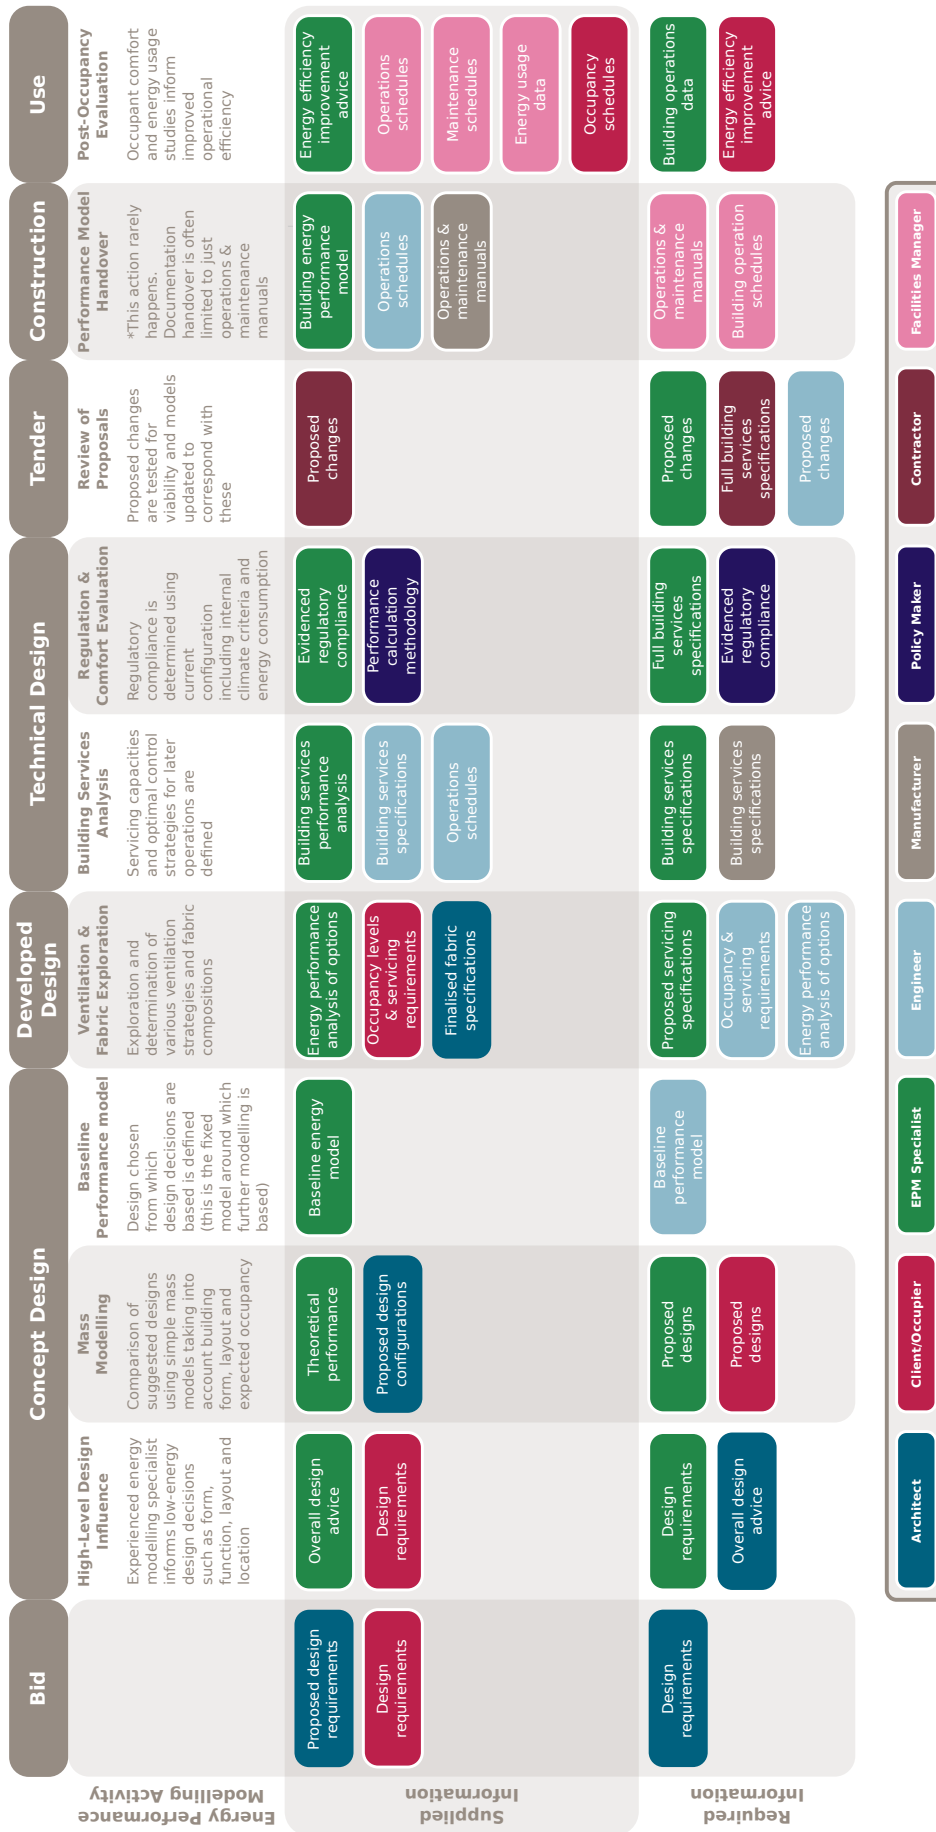 Bid
Concept Design
Developed
Design
Technical Design
Tender
Construction
Use
Energy Performance
Modelling Activity
High-Level Design
Influence
Experienced energy
modelling specialist
informs low-energy
design decisions
such as form,
function, layout and
location
Mass
Modelling
Comparison of
suggested designs
using simple mass
models taking into
account building
form, layout and
expected occupancy
Baseline
Performance model
Design chosen
from which
design decisions are
based is defined
(this is the fixed
model around which
further modelling is
based)
Ventilation &
Fabric Exploration
Exploration and
determination of
various ventilation
strategies and fabric
compositions
Building Services
Analysis
Servicing capacities
and optimal control
strategies for later
operations are
defined
Regulation &
Comfort Evaluation
Regulatory
compliance is
determined using
current
configuration
including internal
climate criteria and
energy consumption
Review of
Proposals
Proposed changes
are tested for
viability and models
updated to
correspond with
these
Performance Model
Handover
*This action rarely
happens.
Documentation
handover is often
limited to just
operations &
maintenance
manuals
Post-Occupancy
Evaluation
Occupant comfort
and energy usage
studies inform
improved
operational
efficiency
Supplied
Information
Proposed design
requirements
Design
requirements
Overall design
advice
Design
requirements
Theoretical
performance
Proposed design
configurations
Baseline energy
model
Energy performance
analysis of options
Occupancy levels
& servicing
requirements
Finalised fabric
specifications
Building services
performance
analysis
Building services
specifications
Operations
schedules
Evidenced
regulatory
compliance
Performance
calculation
methodology
Proposed
changes
Building energy
performance
model
Operations
schedules
Operations &
maintenance
manuals
Energy efficiency
improvement
advice
Operations
schedules
Maintenance
schedules
Energy usage
data
Occupancy
schedules
Required
Information
Design
requirements
Design
requirements
Overall design
advice
Proposed
designs
Proposed
designs
Baseline
performance
model
Proposed servicing
specifications
Occupancy &
servicing
requirements
Energy performance
analysis of options
Building services
specifications
Building services
specifications
Full building
services
specifications
Evidenced
regulatory
compliance
Proposed
changes
Full building
services
specifications
Proposed
changes
Operations &
maintenance
manuals
Building operation
schedules
Building operations
data
Energy efficiency
improvement
advice
Architect
Client/Occupier
EPM Specialist
Engineer
Manufacturer
Policy Maker
Contractor
Facilities Manager